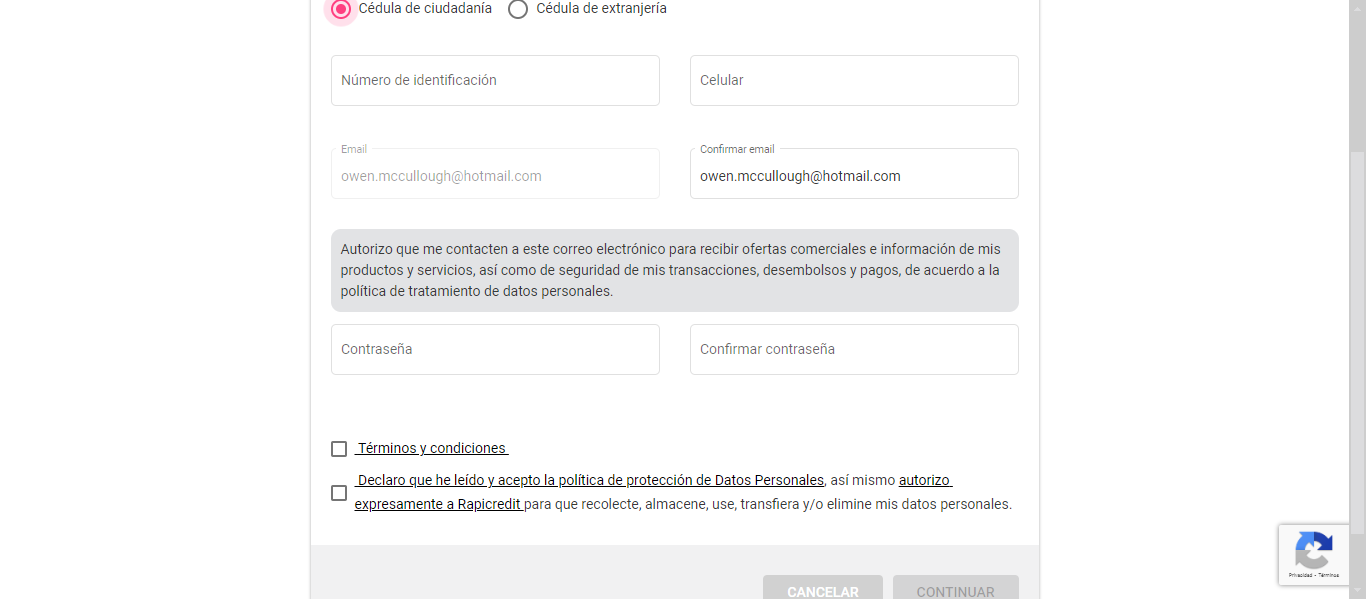 Cédula de ciudadanía Cédula de extranjería
Número de identificación
Celular
Email
owen.mccullough@hotmail.com
Confirmar email
owen.mccullough@hotmail.com
Autorizo que me contacten a este correo electrónico para recibir ofertas comerciales e información de mis
productos y servicios, así como de seguridad de mis transacciones, desembolsos y pagos, de acuerdo a la
política de tratamiento de datos personales.
Contraseña
Confirmar contraseña
Términos y condiciones
Declaro que he leído y acepto la política de protección de Datos Personales, así mismo autorizo
expresamente a Rapicredit para que recolecte, almacene, use, transfiera y/o elimine mis datos personales.
Privacidad - Términos
CANCELAR
CONTINUAR